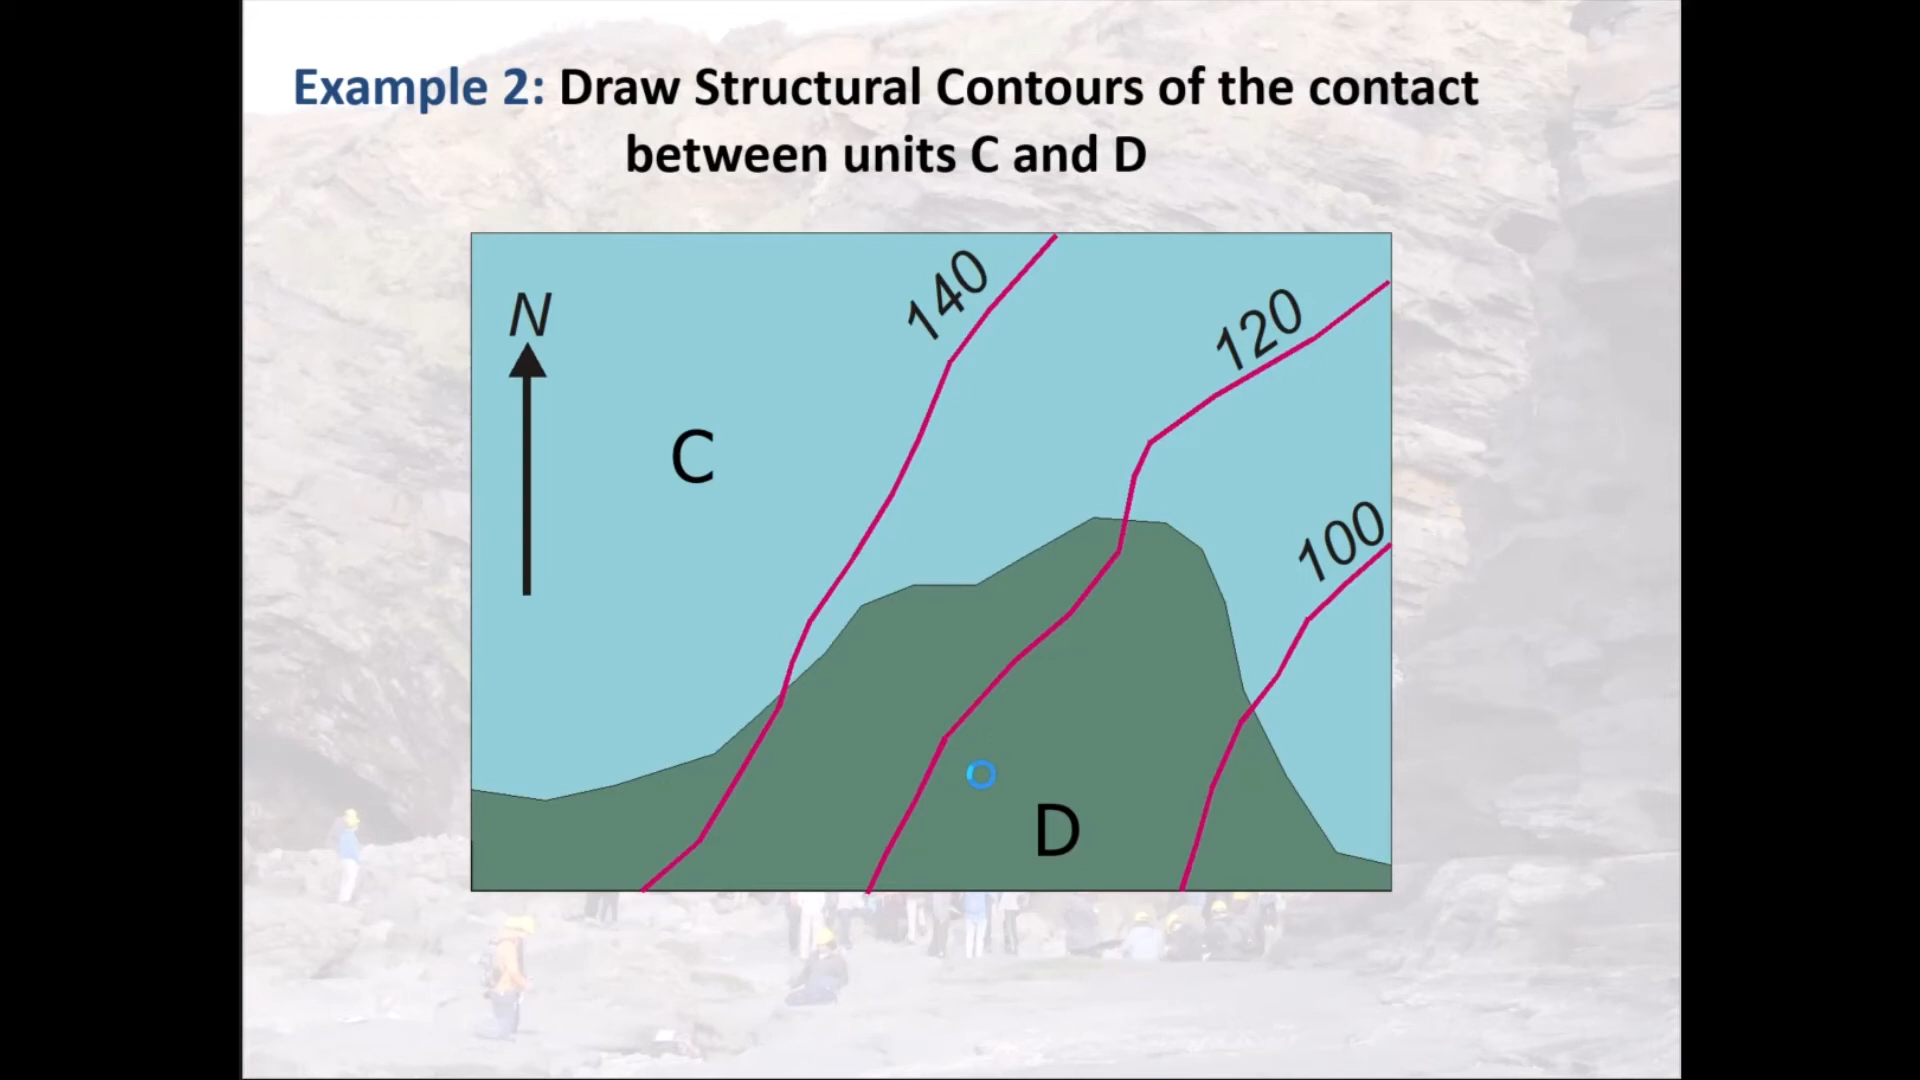 Example 2: Draw Structural Contours of the contact
between units C and D
140
120
N
C
100
D